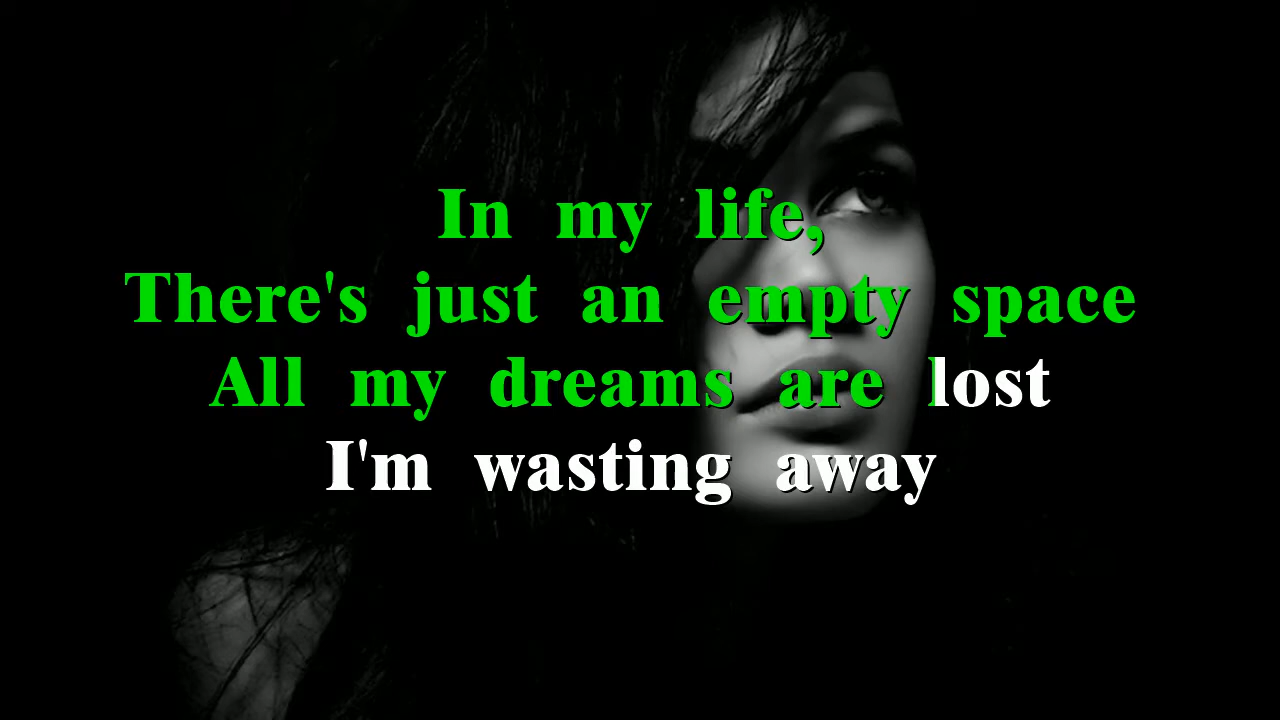 In my life,
There's just an empty space
All my dreams are lost
I'm wasting away